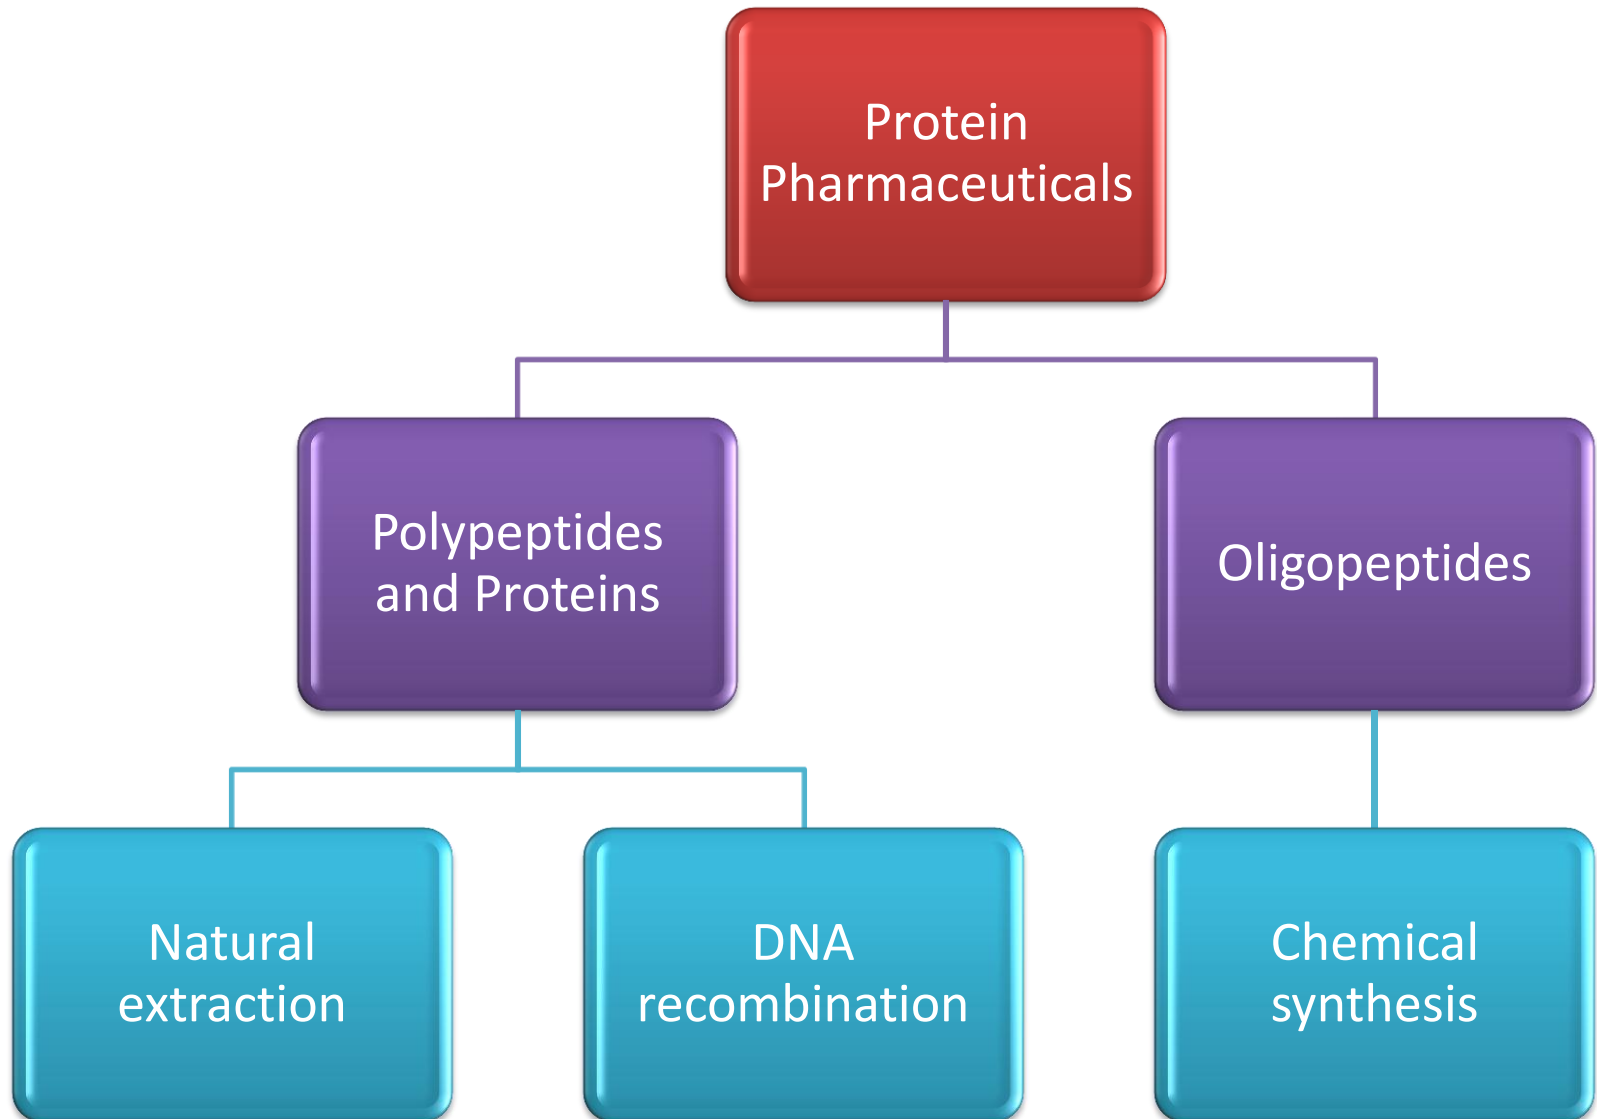 Protein
Pharmaceuticals
Polypeptides
and Proteins
Oligopeptides
Natural
extraction
DNA
recombination
Chemical
synthesis